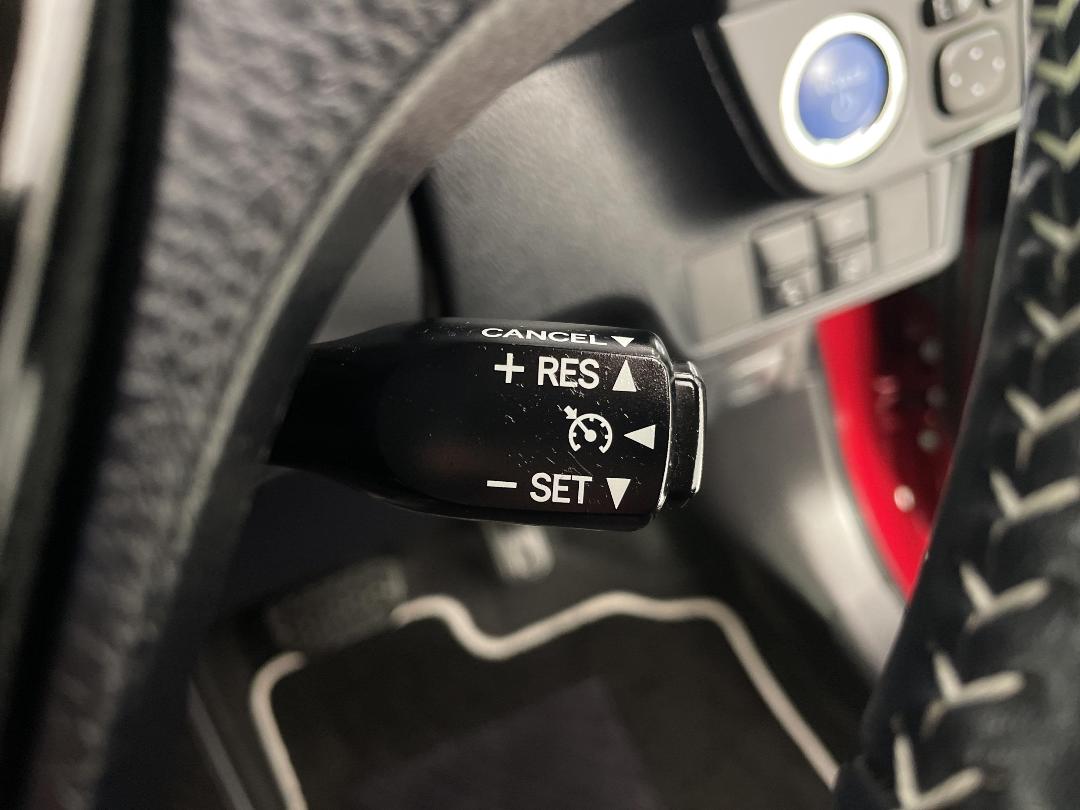 CANCEL▼
+ RES ▲
◀
− SET ▼